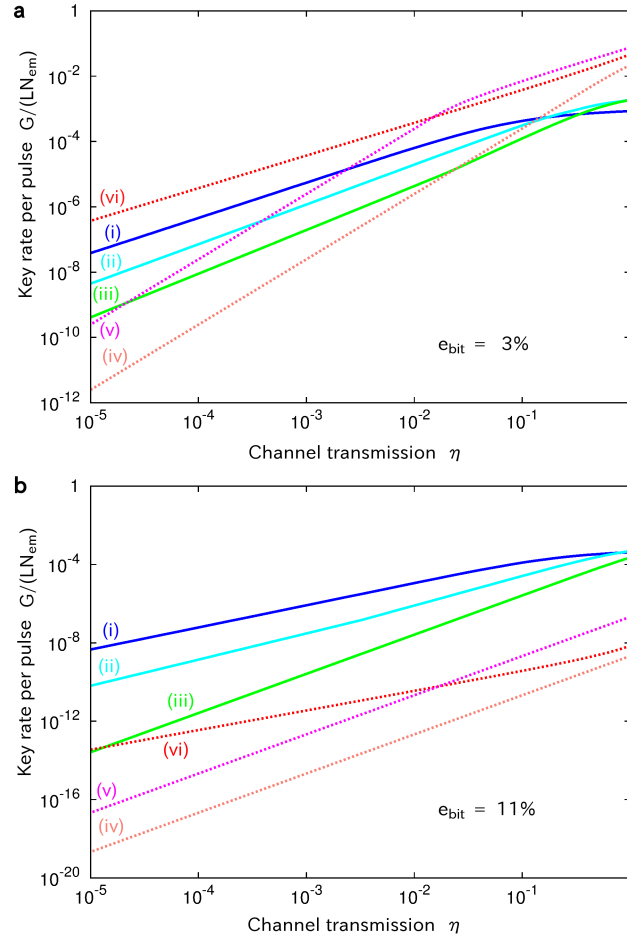 a
1
10^-2
10^-4
10^-6
10^-8
10^-10
10^-12
Key rate per pulse G/(LN_em)
(vi)
(i)
(ii)
(iii)
(v)
(iv)
e_bit = 3%
10^-5 10^-4 10^-3 10^-2 10^-1
Channel transmission η
b
1
10^-4
10^-8
10^-12
10^-16
10^-20
Key rate per pulse G/(LN_em)
(i)
(ii)
(iii)
(vi)
(v)
(iv)
e_bit = 11%
10^-5 10^-4 10^-3 10^-2 10^-1
Channel transmission η